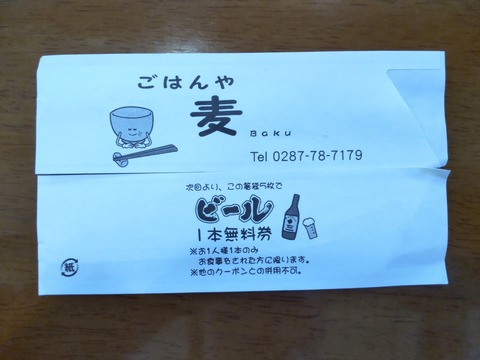 ごはんや
麦
Baku
Tel 0287-78-7179
次回より、この箸袋5枚で
ビール
1本無料券
※お1人様1本のみ
お食事をされた方に限ります。
※他のクーポンとの併用不可。
紙